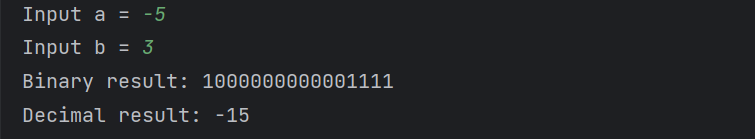 Input a = -5
Input b = 3
Binary result: 1000000000001111
Decimal result: -15